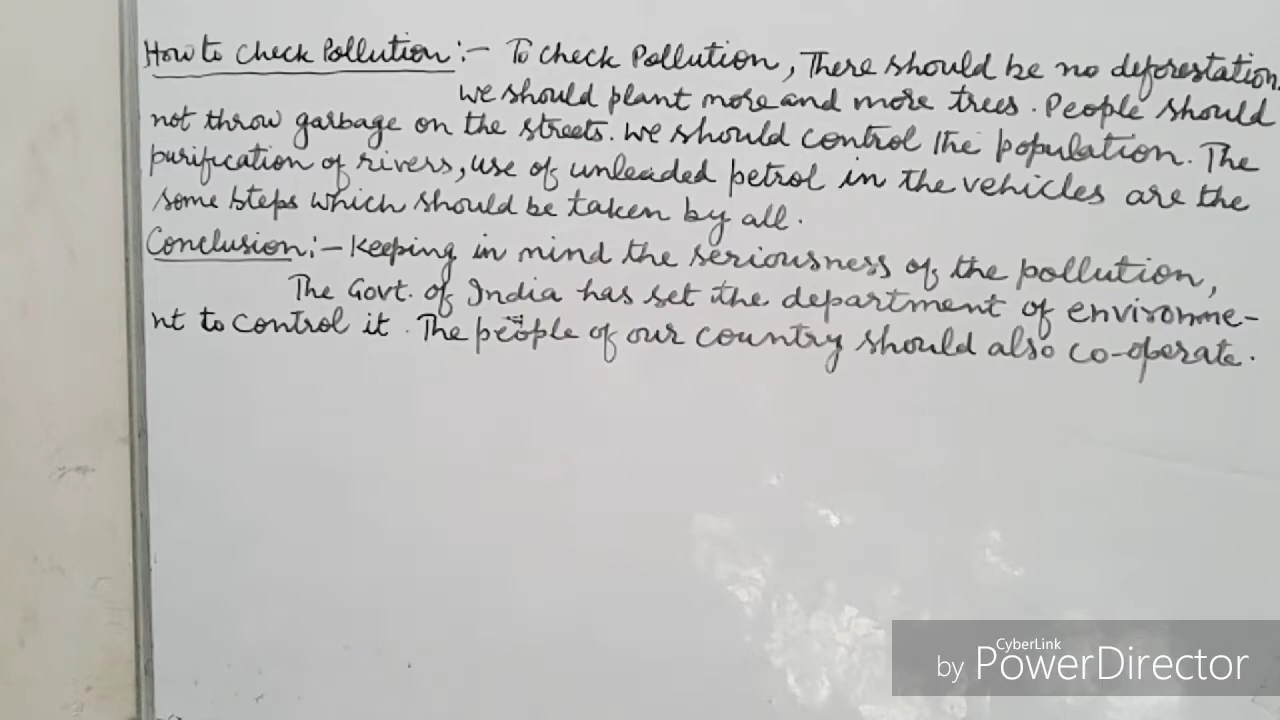 How to check Pollution :- To check Pollution, There should be no deforestation.
we should plant more and more trees. People should
not throw garbage on the streets. we should control the population. The
purification of rivers, use of unleaded petrol in the vehicles are the
some steps which should be taken by all.
Conclusion :- Keeping in mind the seriousness of the pollution,
The Govt. of India has set the department of environme-
nt to control it. The people of our country should also co-operate.
CyberLink
by PowerDirector